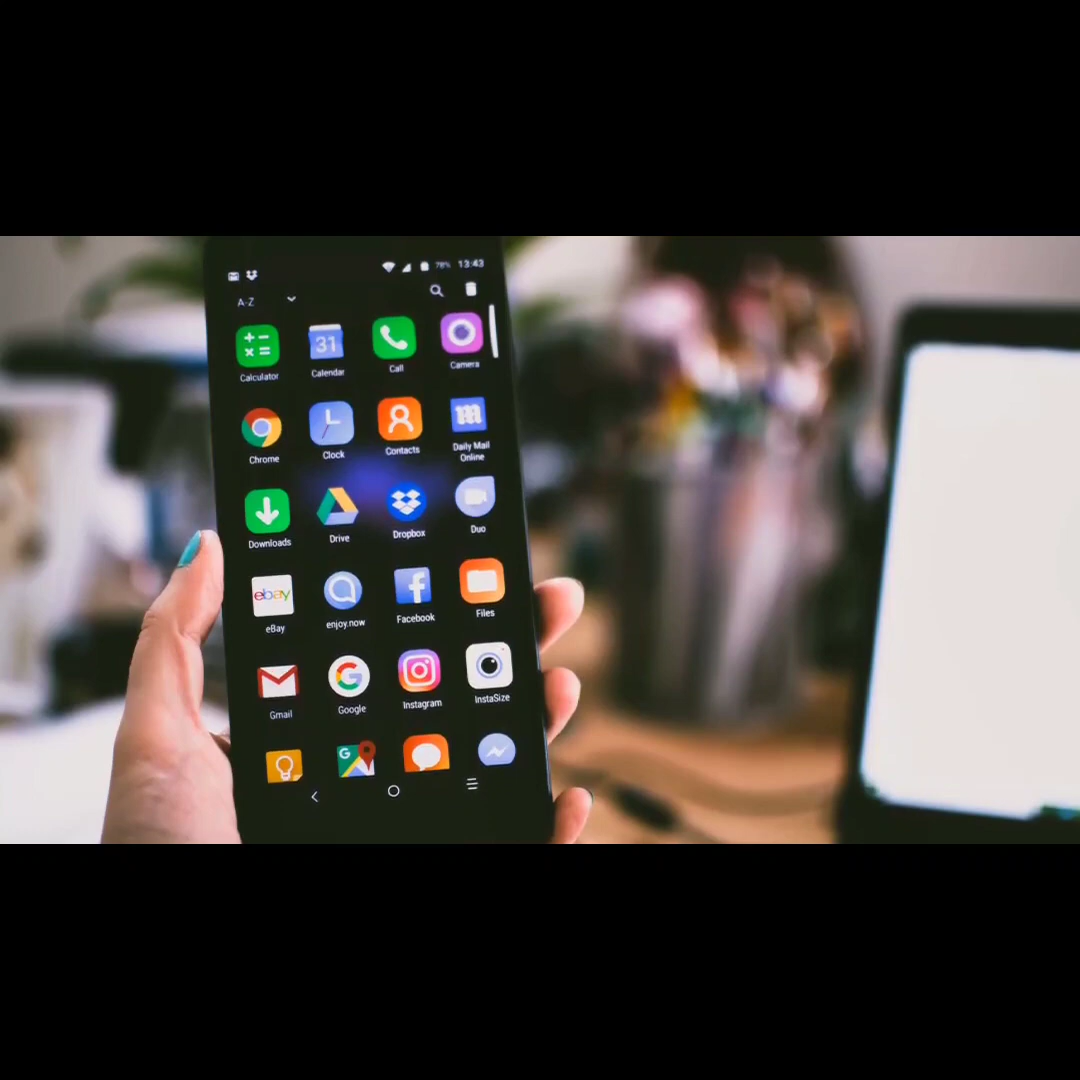 78% 13:43
A-Z
31
Calculator Calendar Call Camera
Chrome Clock Contacts Daily Mail
Online
Downloads Drive Dropbox Duo
ebay
eBay enjoy.now Facebook Files
Gmail Google Instagram InstaSize